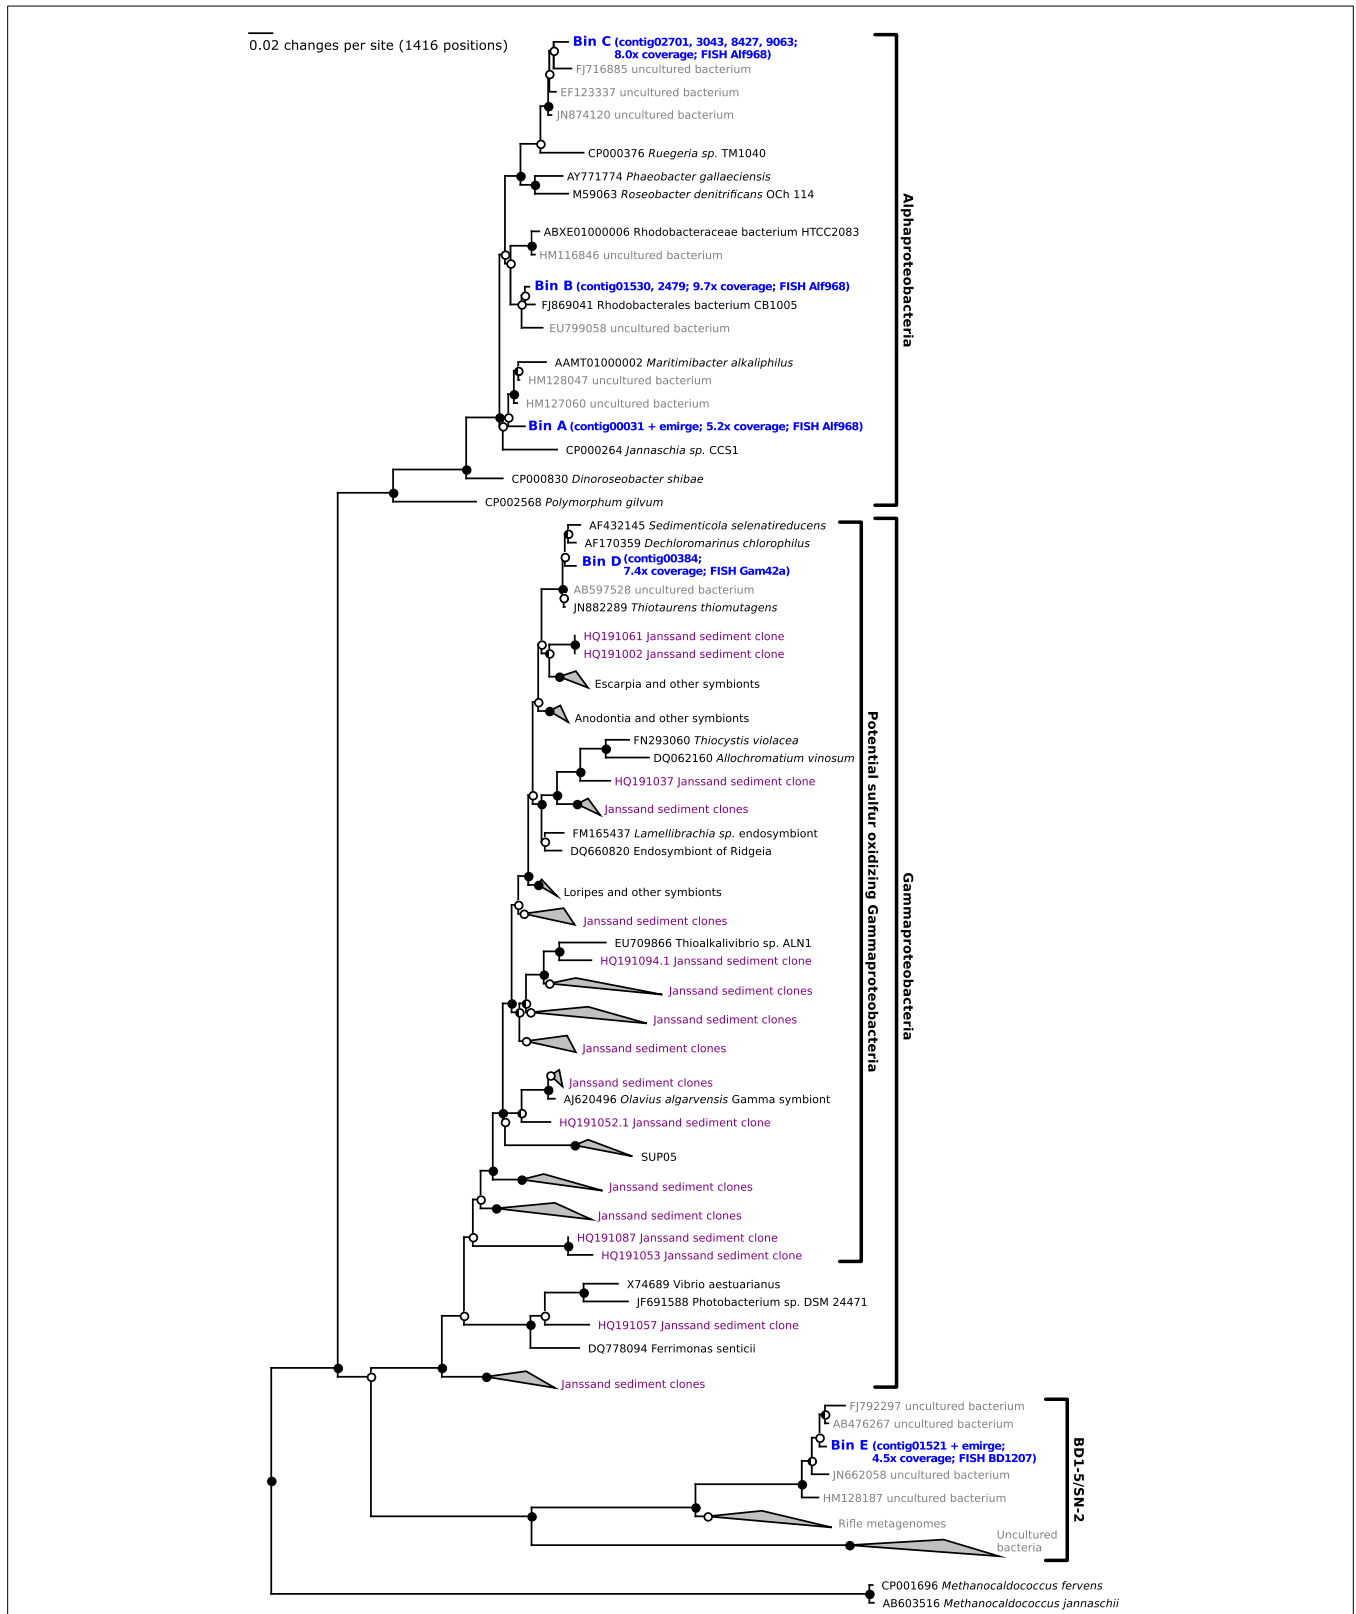 0.02 changes per site (1416 positions)
Bin C (contig02701, 3043, 8427, 9063;
8.0x coverage; FISH Alf968)
FJ716885 uncultured bacterium
EF123337 uncultured bacterium
JN874120 uncultured bacterium
CP000376 Ruegeria sp. TM1040
AY771774 Phaeobacter gallaeciensis
M59063 Roseobacter denitrificans OCh 114
ABXE01000006 Rhodobacteraceae bacterium HTCC2083
HM116846 uncultured bacterium
Bin B (contig01530, 2479; 9.7x coverage; FISH Alf968)
FJ869041 Rhodobacterales bacterium CB1005
EU799058 uncultured bacterium
AAMT01000002 Maritimibacter alkaliphilus
HM128047 uncultured bacterium
HM127060 uncultured bacterium
Bin A (contig00031 + emirge; 5.2x coverage; FISH Alf968)
CP000264 Jannaschia sp. CCS1
CP000830 Dinoroseobacter shibae
CP002568 Polymorphum gilvum
Alphaproteobacteria
AF432145 Sedimenticola selenatireducens
AF170359 Dechloromarinus chlorophilus
Bin D (contig00384;
7.4x coverage; FISH Gam42a)
AB597528 uncultured bacterium
JN882289 Thiotaurens thiomutagens
HQ191061 Janssand sediment clone
HQ191002 Janssand sediment clone
Escarpia and other symbionts
Anodontia and other symbionts
FN293060 Thiocystis violacea
DQ062160 Allochromatium vinosum
HQ191037 Janssand sediment clone
Janssand sediment clones
FM165437 Lamellibrachia sp. endosymbiont
DQ660820 Endosymbiont of Ridgeia
Loripes and other symbionts
Janssand sediment clones
EU709866 Thioalkalivibrio sp. ALN1
HQ191094.1 Janssand sediment clone
Janssand sediment clones
Janssand sediment clones
Janssand sediment clones
Janssand sediment clones
AJ620496 Olavius algarvensis Gamma symbiont
HQ191052.1 Janssand sediment clone
SUP05
Janssand sediment clones
Janssand sediment clones
HQ191087 Janssand sediment clone
HQ191053 Janssand sediment clone
Potential sulfur oxidizing Gammaproteobacteria
X74689 Vibrio aestuarianus
JF691588 Photobacterium sp. DSM 24471
HQ191057 Janssand sediment clone
DQ778094 Ferrimonas senticii
Janssand sediment clones
Gammaproteobacteria
FJ792297 uncultured bacterium
AB476267 uncultured bacterium
Bin E (contig01521 + emirge;
4.5x coverage; FISH BD1207)
JN662058 uncultured bacterium
HM128187 uncultured bacterium
Rifle metagenomes
Uncultured
bacteria
BD1-5/SN-2
CP001696 Methanocaldococcus fervens
AB603516 Methanocaldococcus jannaschii